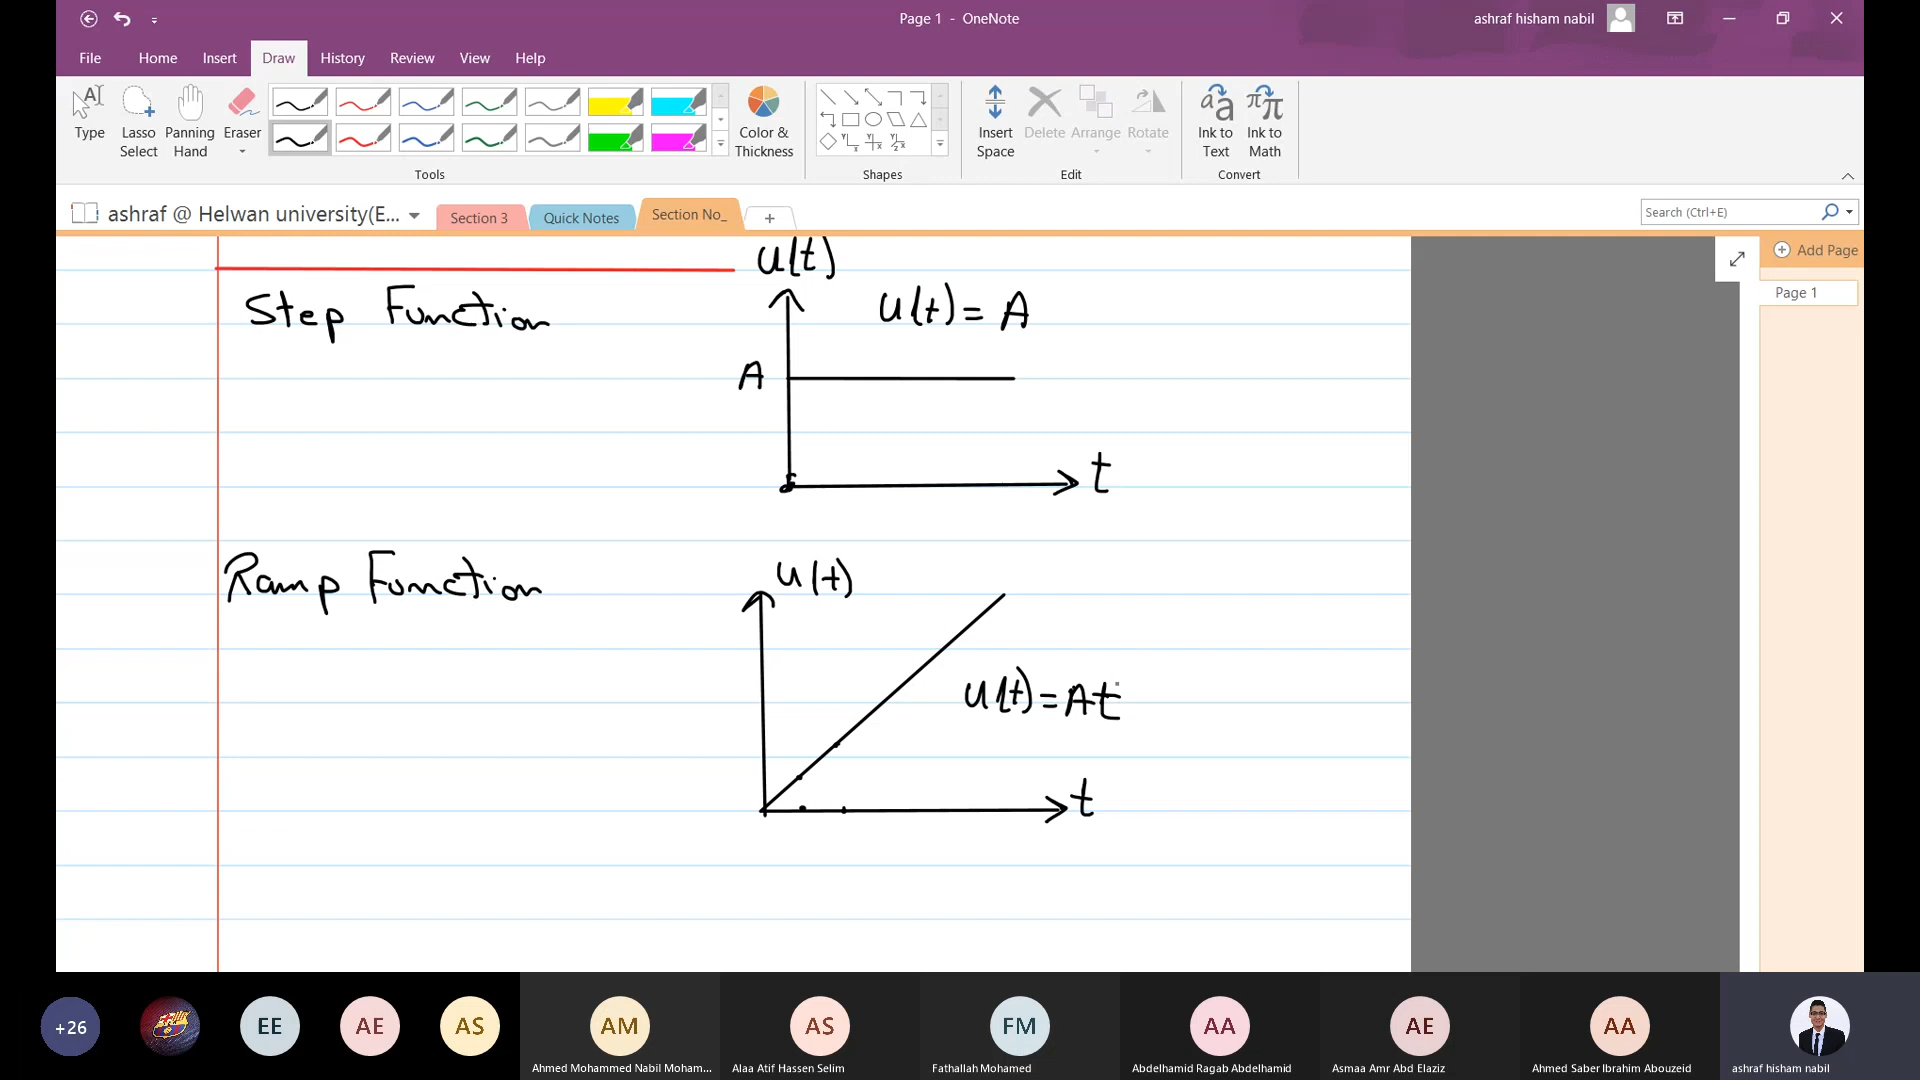 Page 1 - OneNote
ashraf hisham nabil
File Home Insert Draw History Review View Help
Type
Lasso Select
Panning Hand
Eraser
Color & Thickness
Insert Space
Delete
Arrange
Rotate
Ink to Text
Ink to Math
Tools
Shapes
Edit
Convert
ashraf @ Helwan university(E...
Section 3
Quick Notes
Section No_
Search (Ctrl+E)
Add Page
Page 1
u(t)
Step Function
u(t) = A
A
t
Ramp Function
u(t)
u(t) = At
t
+26
EE
AE
AS
AM
AS
FM
AA
AE
AA
Ahmed Mohammed Nabil Moham...
Alaa Atif Hassen Selim
Fathallah Mohamed
Abdelhamid Ragab Abdelhamid
Asmaa Amr Abd Elaziz
Ahmed Saber Ibrahim Abouzeid
ashraf hisham nabil